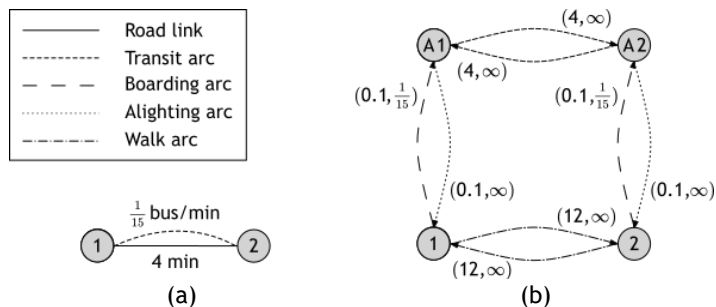 Road link
Transit arc
Boarding arc
Alighting arc
Walk arc
1/15 bus/min
1 2
4 min
(a)
(4,∞)
A1 A2
(4,∞)
(0.1,1/15) (0.1,1/15)
(0.1,∞) (0.1,∞)
(12,∞)
1 2
(12,∞)
(b)